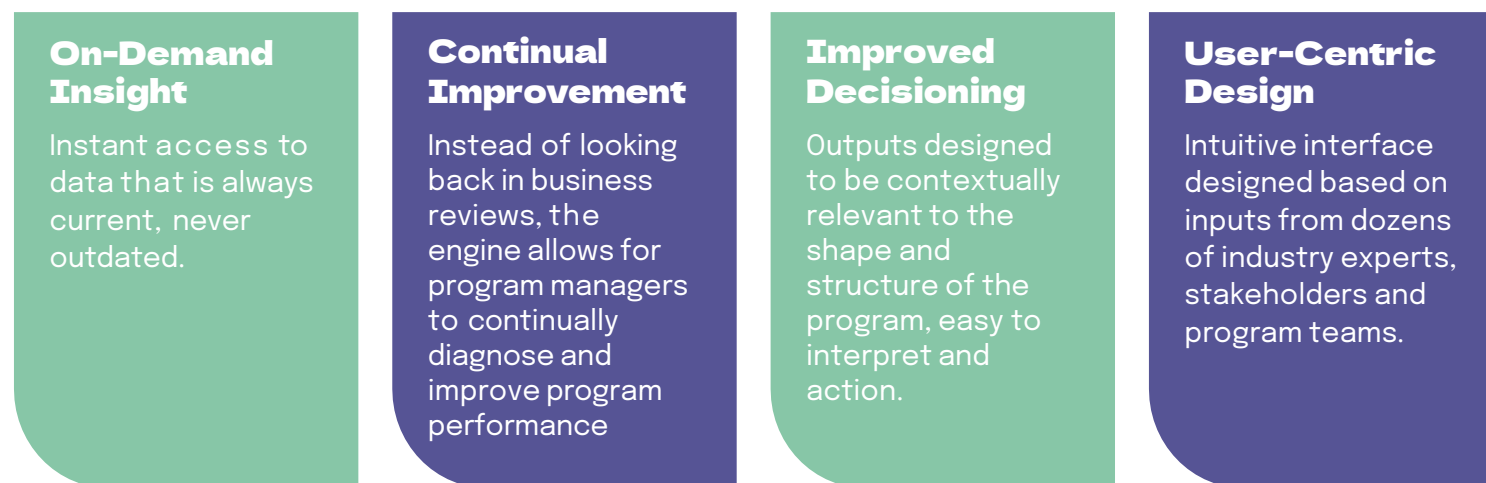 On-Demand
Insight
Instant access to
data that is always
current, never
outdated.
Continual
Improvement
Instead of looking
back in business
reviews, the
engine allows for
program managers
to continually
diagnose and
improve program
performance
Improved
Decisioning
Outputs designed
to be contextually
relevant to the
shape and
structure of the
program, easy to
interpret and
action.
User-Centric
Design
Intuitive interface
designed based on
inputs from dozens
of industry experts,
stakeholders and
program teams.